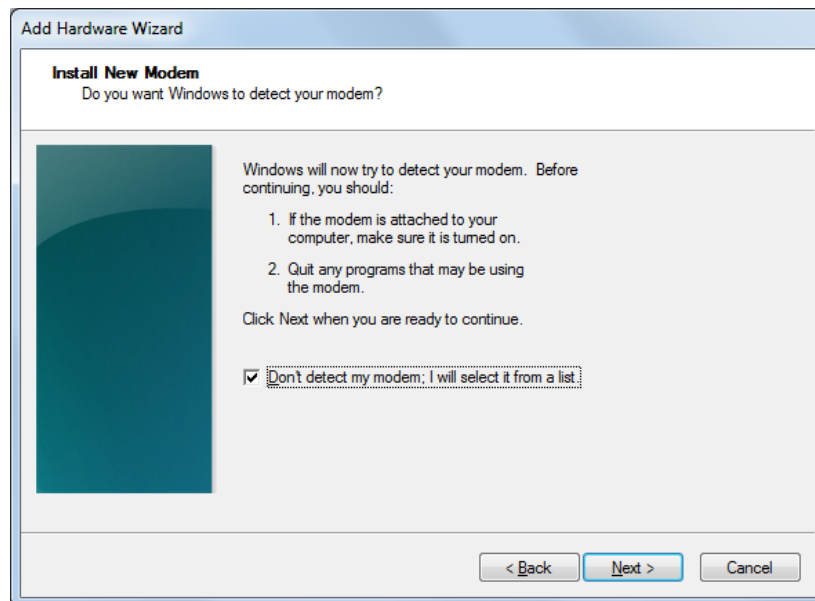 Add Hardware Wizard
Install New Modem
Do you want Windows to detect your modem?
Windows will now try to detect your modem. Before
continuing, you should:
1. If the modem is attached to your
computer, make sure it is turned on.
2. Quit any programs that may be using
the modem.
Click Next when you are ready to continue.
Don't detect my modem; I will select it from a list.
< Back
Next >
Cancel